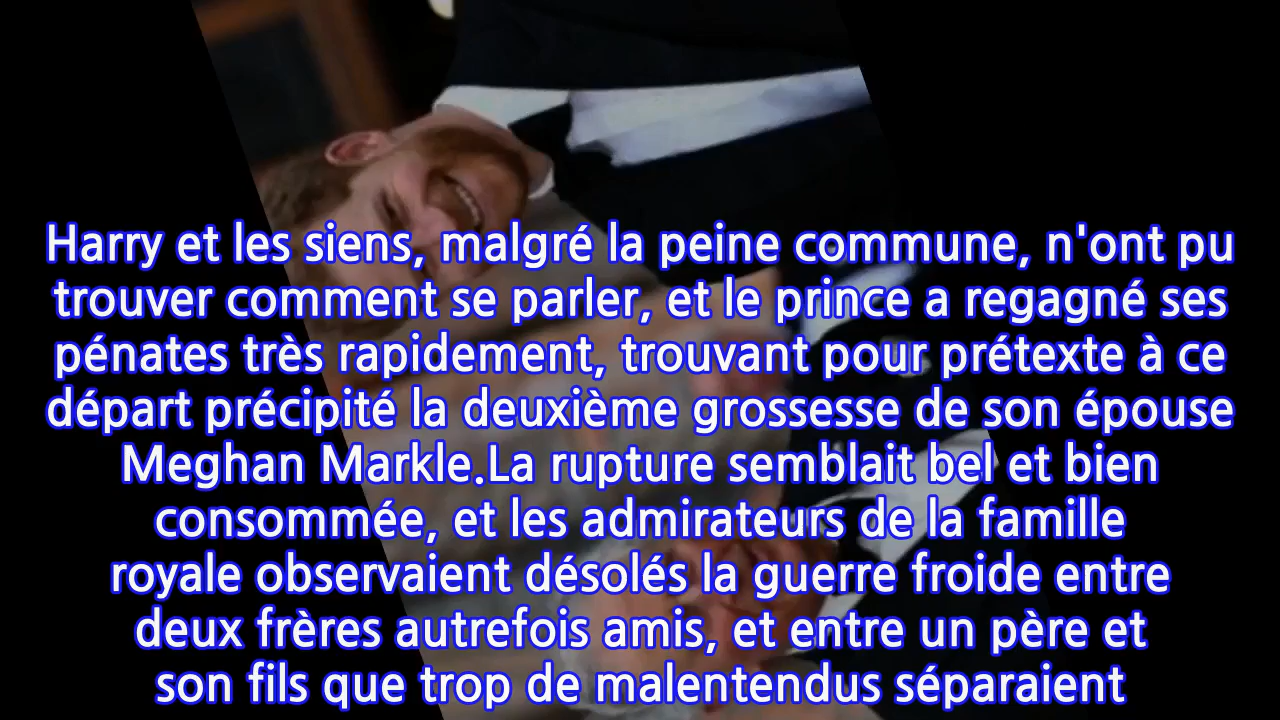 Harry et les siens, malgré la peine commune, n'ont pu
trouver comment se parler, et le prince a regagné ses
pénates très rapidement, trouvant pour prétexte à ce
départ précipité la deuxième grossesse de son épouse
Meghan Markle.La rupture semblait bel et bien
consommée, et les admirateurs de la famille
royale observaient désolés la guerre froide entre
deux frères autrefois amis, et entre un père et
son fils que trop de malentendus séparaient